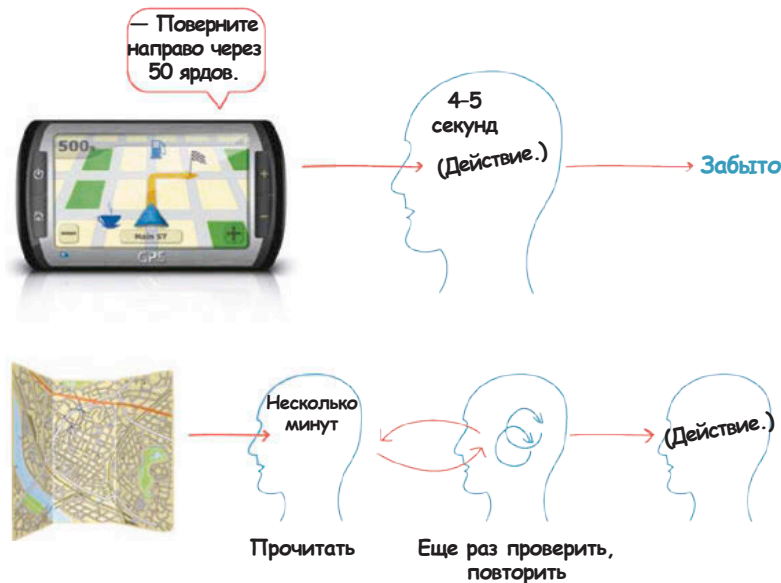 — Поверните
направо через
50 ярдов.
500
Main ST
GPS
4–5
секунд
(Действие.)
Забыто
Несколько
минут
(Действие.)
Прочитать
Еще раз проверить,
повторить